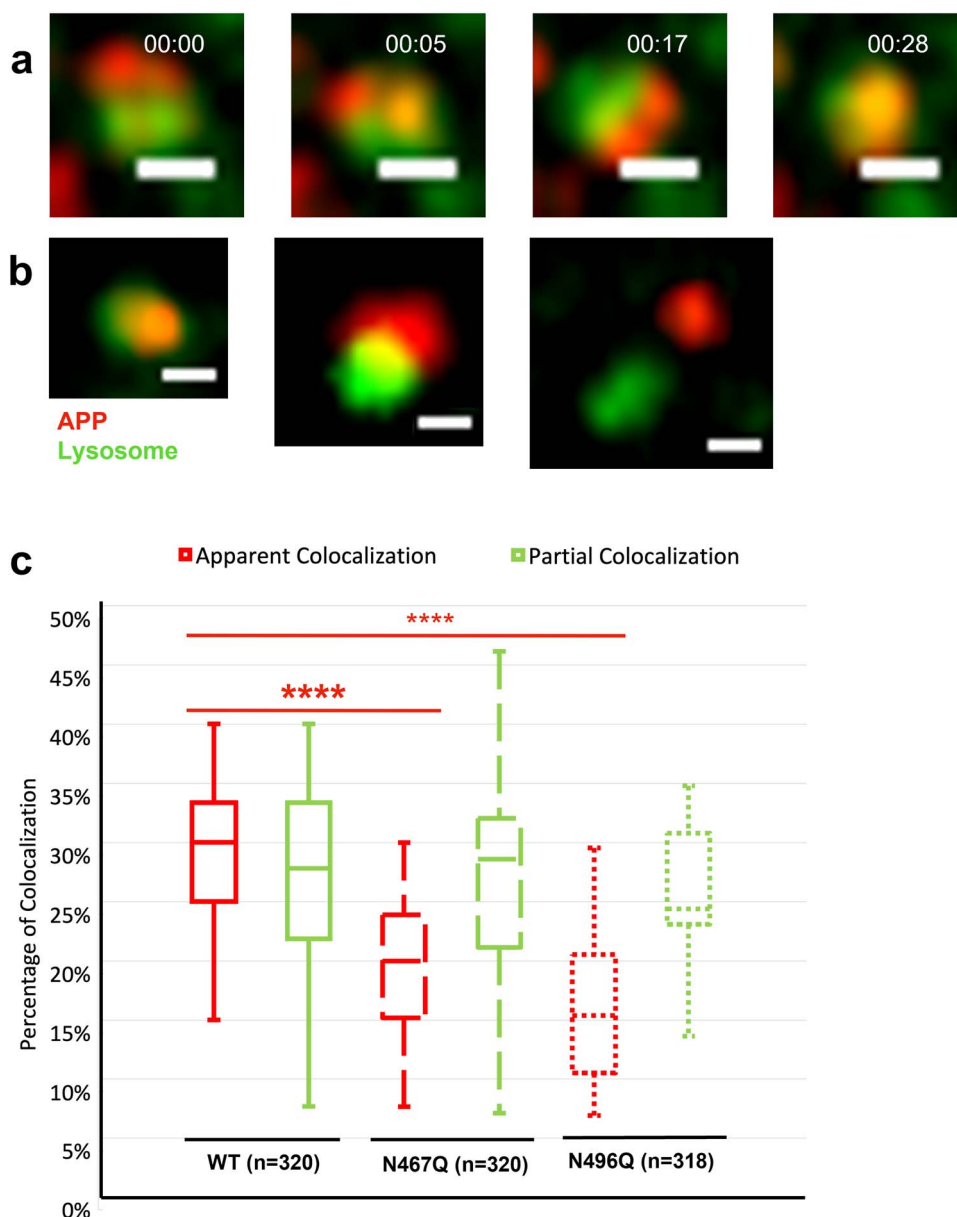 a
00:00
00:05
00:17
00:28
b
APP
Lysosome
c
Apparent Colocalization
Partial Colocalization
Percentage of Colocalization
50%
45%
40%
35%
30%
25%
20%
15%
10%
5%
0%
****
****
WT (n=320)
N467Q (n=320)
N496Q (n=318)